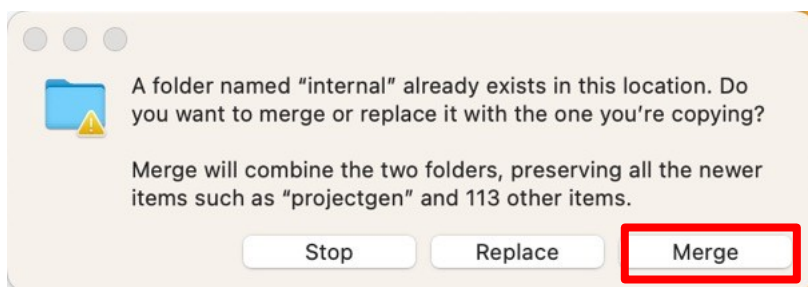 A folder named “internal” already exists in this location. Do
you want to merge or replace it with the one you’re copying?
Merge will combine the two folders, preserving all the newer
items such as “projectgen” and 113 other items.
Stop Replace Merge